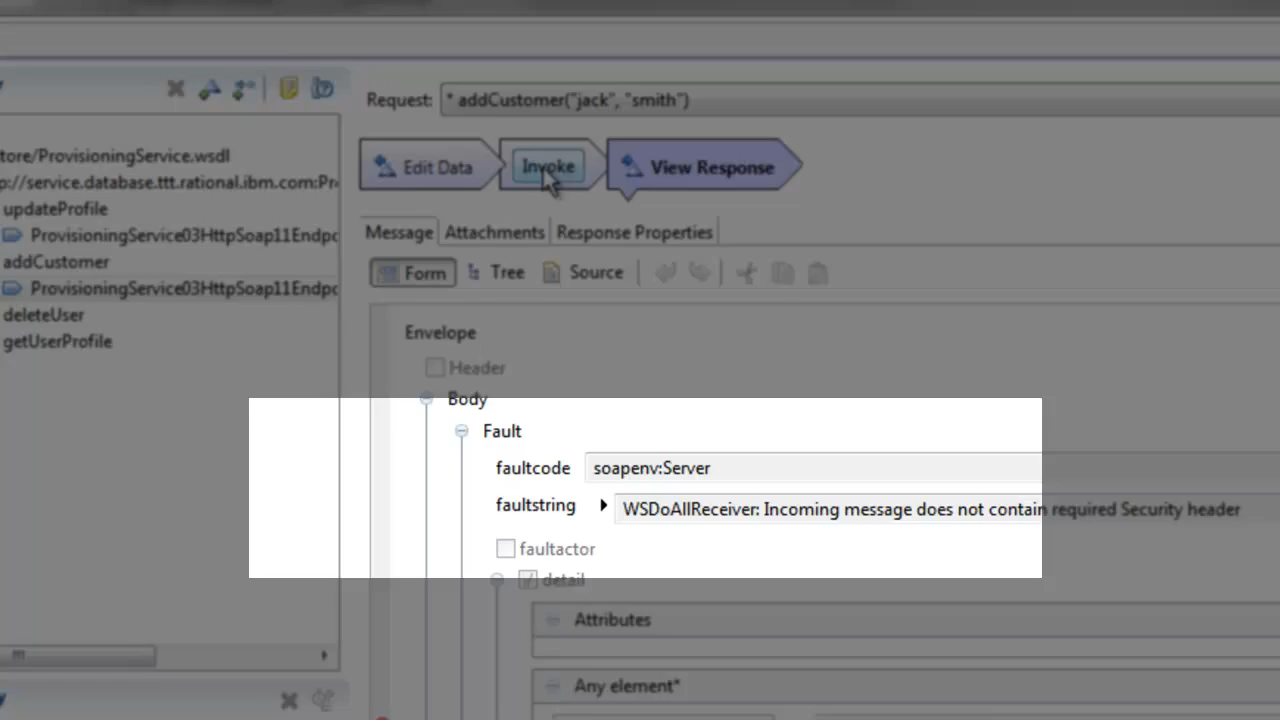 Request: * addCustomer("jack", "smith")
Edit Data Invoke View Response
tore/ProvisioningService.wsdl
p://service.database.ttt.rational.ibm.com:Pr
updateProfile
ProvisioningService03HttpSoap11Endpo
addCustomer
ProvisioningService03HttpSoap11Endpo
deleteUser
getUserProfile
Message Attachments Response Properties
Form Tree Source
Envelope
Header
Body
Fault
faultcode soapenv:Server
faultstring WSDoAllReceiver: Incoming message does not contain required Security header
faultactor
detail
Attributes
Any element*